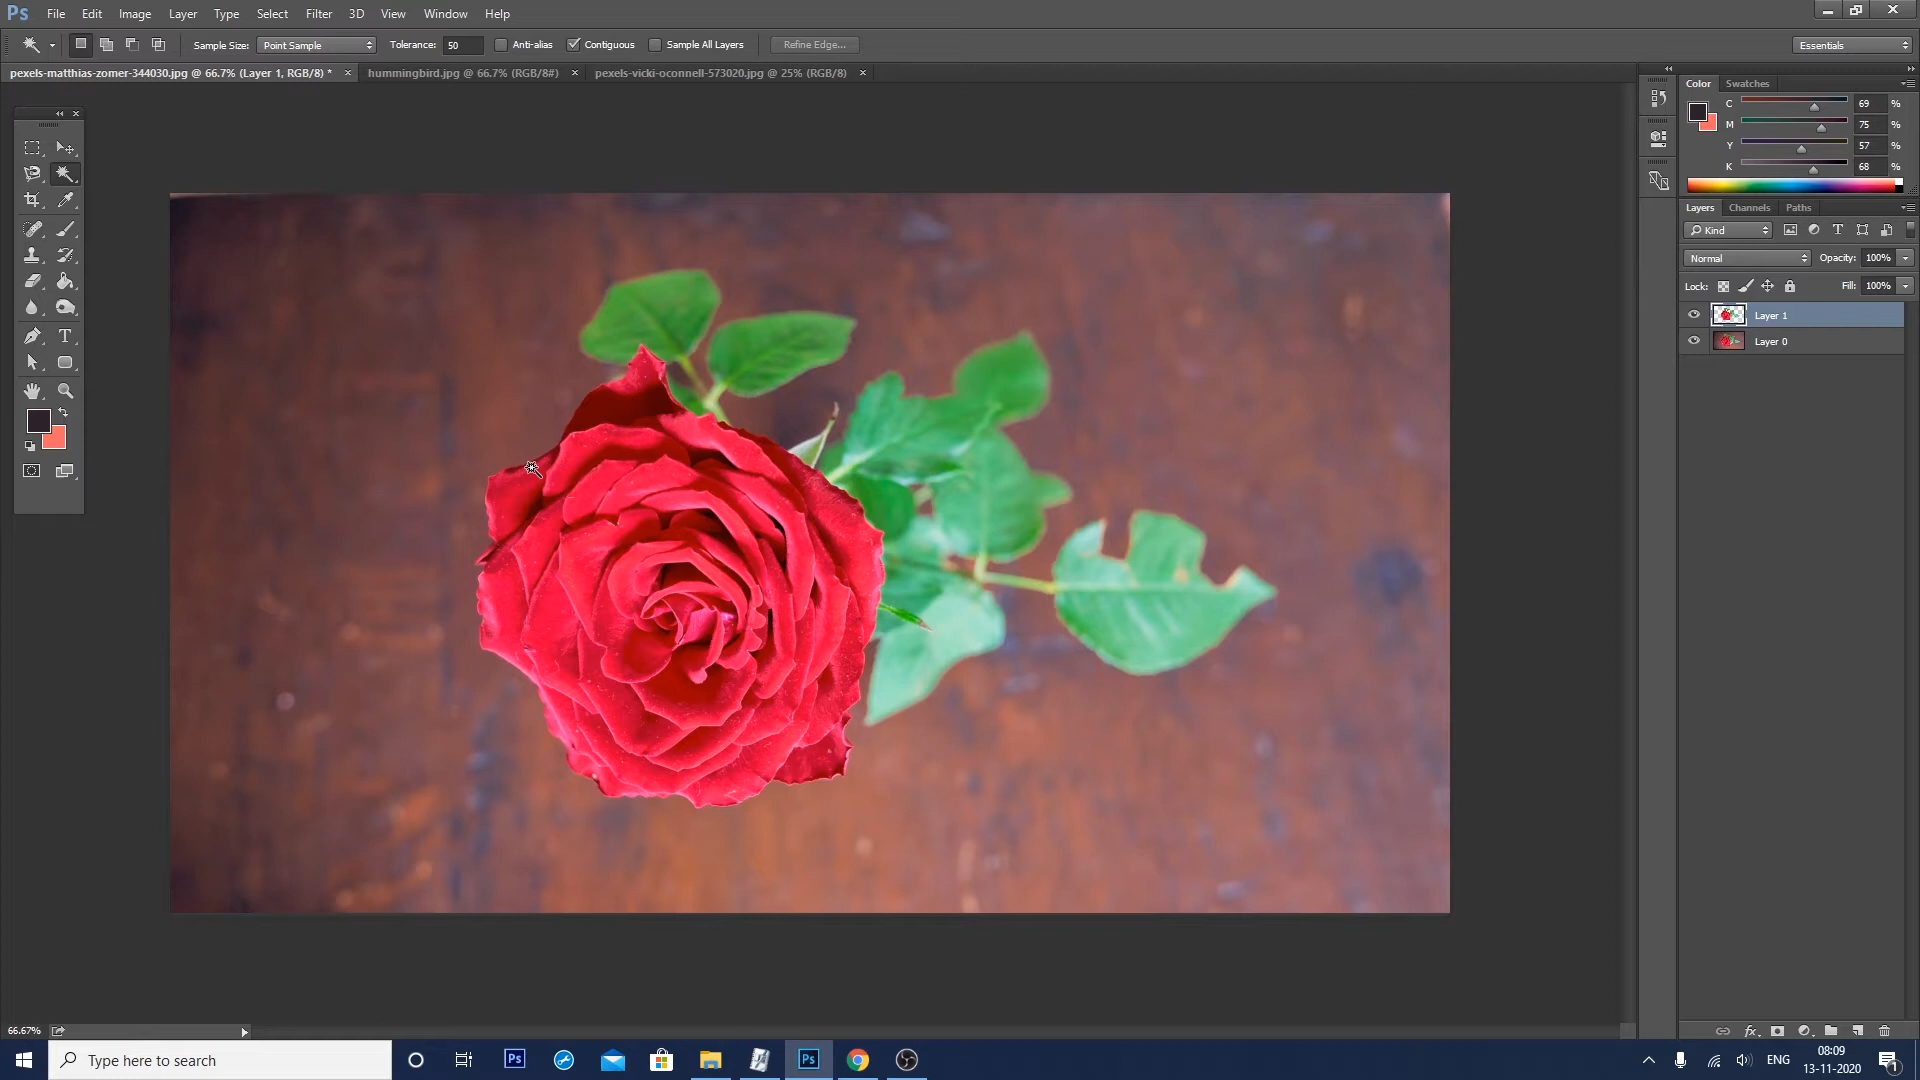 Ps File Edit Image Layer Type Select Filter 3D View Window Help
Sample Size: Point Sample Tolerance: 50 Anti-alias Contiguous Sample All Layers Refine Edge... Essentials
pexels-matthias-zomer-344030.jpg @ 66.7% (Layer 1, RGB/8) * × hummingbird.jpg @ 66.7% (RGB/8#) × pexels-vicki-oconnell-573020.jpg @ 25% (RGB/8) ×
Color Swatches
C 69 %
M 75 %
Y 57 %
K 68 %
Layers Channels Paths
Kind
Normal Opacity: 100%
Lock: Fill: 100%
Layer 1
Layer 0
66.67%
fx
Type here to search
Ps
Ps
ENG
08:09
13-11-2020
1